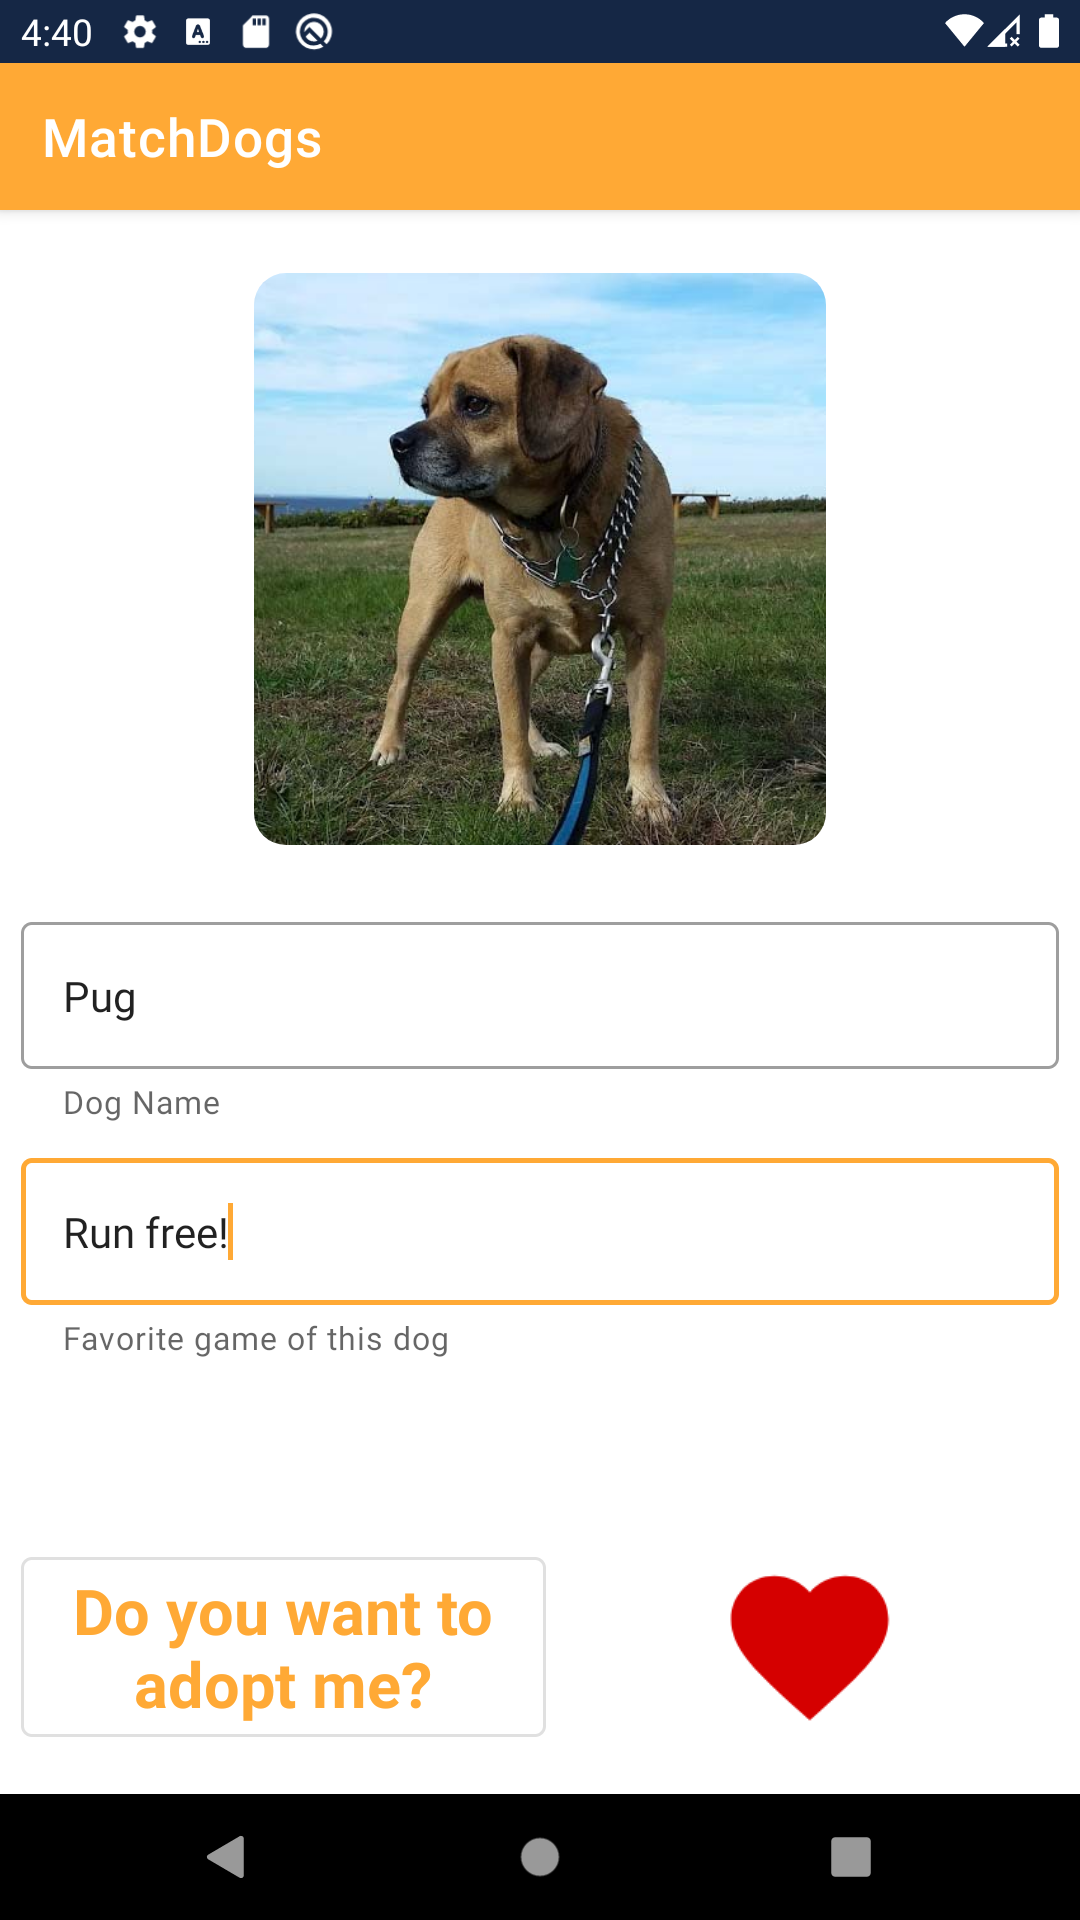 4:40
MatchDogs
Pug
Dog Name
Run free!
Favorite game of this dog
Do you want to
adopt me?